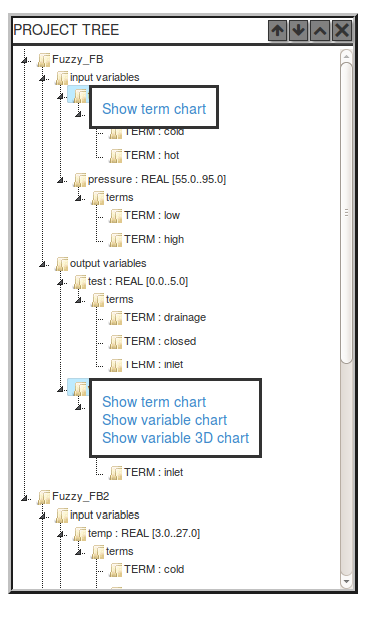 PROJECT TREE
Fuzzy_FB
input variables
Show term chart
TERM : cold
TERM : hot
pressure : REAL [55.0..95.0]
terms
TERM : low
TERM : high
output variables
test : REAL [0.0..5.0]
terms
TERM : drainage
TERM : closed
TERM : inlet
Show term chart
Show variable chart
Show variable 3D chart
TERM : inlet
Fuzzy_FB2
input variables
temp : REAL [3.0..27.0]
terms
TERM : cold